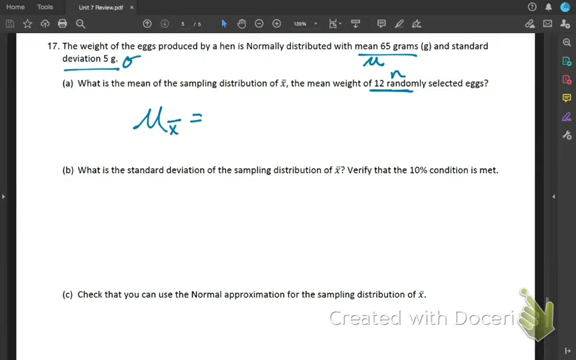 Unit 7 Review.pdf
Home Tools Unit 7 Review.pdf ×
17. The weight of the eggs produced by a hen is Normally distributed with mean 65 grams (g) and standard
deviation 5 g. σ
μ
n
(a) What is the mean of the sampling distribution of x̄, the mean weight of 12 randomly selected eggs?
μx̄ =
(b) What is the standard deviation of the sampling distribution of x̄? Verify that the 10% condition is met.
(c) Check that you can use the Normal approximation for the sampling distribution of x̄.
Created with Doceri